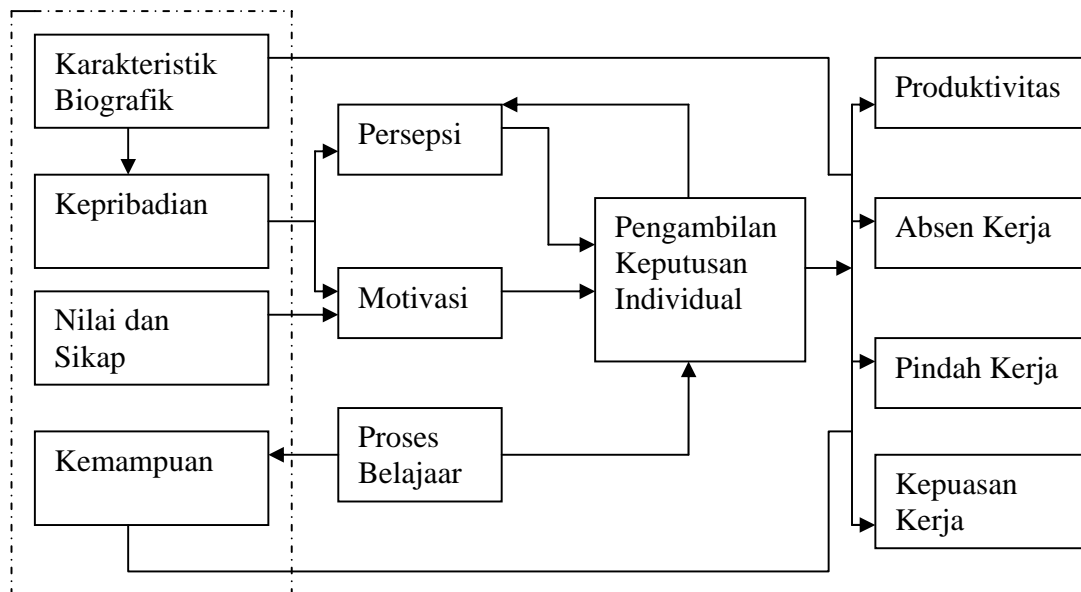 Karakteristik
Biografik
Kepribadian
Nilai dan
Sikap
Kemampuan
Persepsi
Motivasi
Proses
Belajaar
Pengambilan
Keputusan
Individual
Produktivitas
Absen Kerja
Pindah Kerja
Kepuasan
Kerja